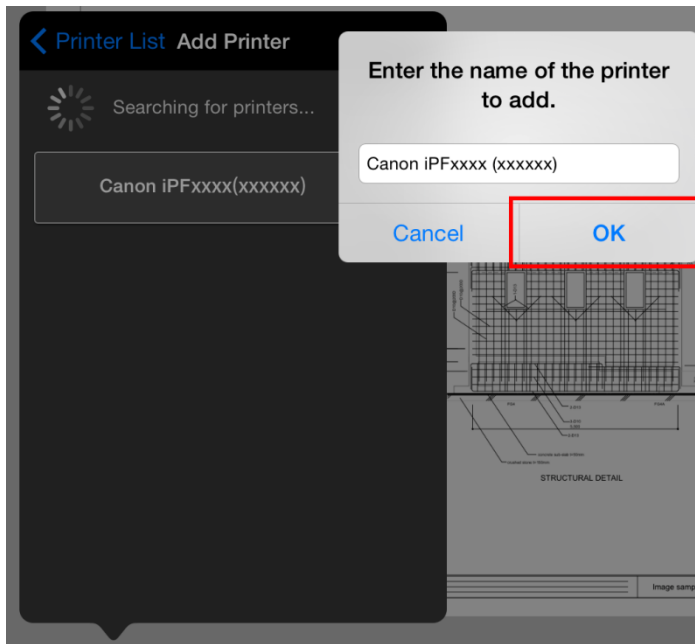 Printer List Add Printer
Searching for printers...
Canon iPFxxxx(xxxxxx)
Enter the name of the printer
to add.
Canon iPFxxxx (xxxxxx)
Cancel OK
STRUCTURAL DETAIL
Image samp